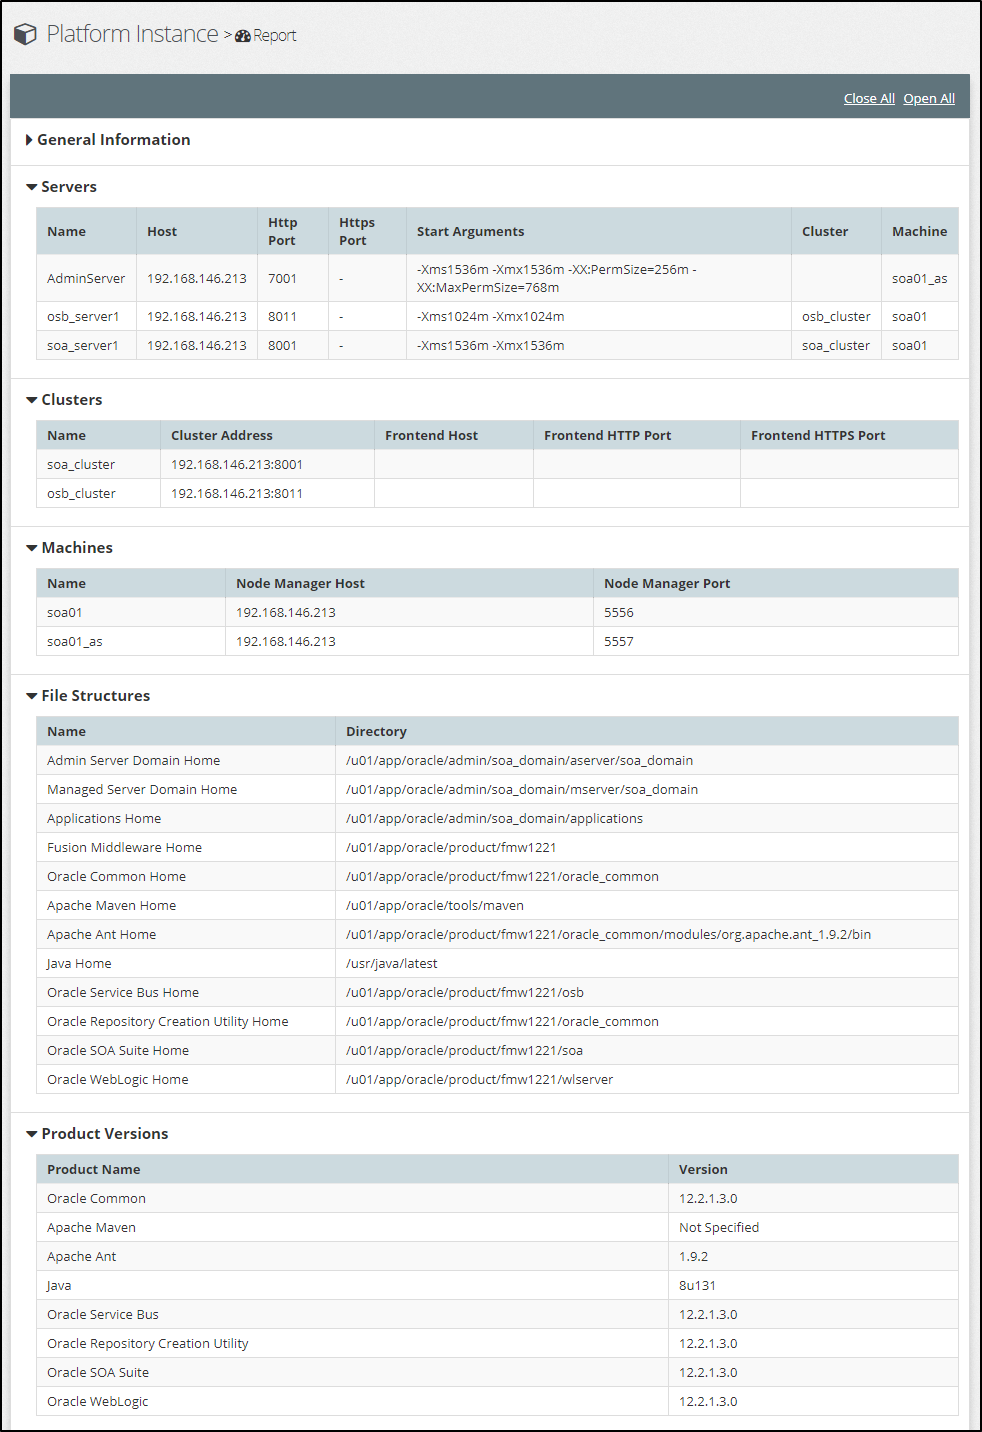 Platform Instance > Report
Close All Open All
General Information
Servers
Name Host Http Port Https Port Start Arguments Cluster Machine
AdminServer 192.168.146.213 7001 - -Xms1536m -Xmx1536m -XX:PermSize=256m -
XX:MaxPermSize=768m soa01_as
osb_server1 192.168.146.213 8011 - -Xms1024m -Xmx1024m osb_cluster soa01
soa_server1 192.168.146.213 8001 - -Xms1536m -Xmx1536m soa_cluster soa01
Clusters
Name Cluster Address Frontend Host Frontend HTTP Port Frontend HTTPS Port
soa_cluster 192.168.146.213:8001
osb_cluster 192.168.146.213:8011
Machines
Name Node Manager Host Node Manager Port
soa01 192.168.146.213 5556
soa01_as 192.168.146.213 5557
File Structures
Name Directory
Admin Server Domain Home /u01/app/oracle/admin/soa_domain/aserver/soa_domain
Managed Server Domain Home /u01/app/oracle/admin/soa_domain/mserver/soa_domain
Applications Home /u01/app/oracle/admin/soa_domain/applications
Fusion Middleware Home /u01/app/oracle/product/fmw1221
Oracle Common Home /u01/app/oracle/product/fmw1221/oracle_common
Apache Maven Home /u01/app/oracle/tools/maven
Apache Ant Home /u01/app/oracle/product/fmw1221/oracle_common/modules/org.apache.ant_1.9.2/bin
Java Home /usr/java/latest
Oracle Service Bus Home /u01/app/oracle/product/fmw1221/osb
Oracle Repository Creation Utility Home /u01/app/oracle/product/fmw1221/oracle_common
Oracle SOA Suite Home /u01/app/oracle/product/fmw1221/soa
Oracle WebLogic Home /u01/app/oracle/product/fmw1221/wlserver
Product Versions
Product Name Version
Oracle Common 12.2.1.3.0
Apache Maven Not Specified
Apache Ant 1.9.2
Java 8u131
Oracle Service Bus 12.2.1.3.0
Oracle Repository Creation Utility 12.2.1.3.0
Oracle SOA Suite 12.2.1.3.0
Oracle WebLogic 12.2.1.3.0